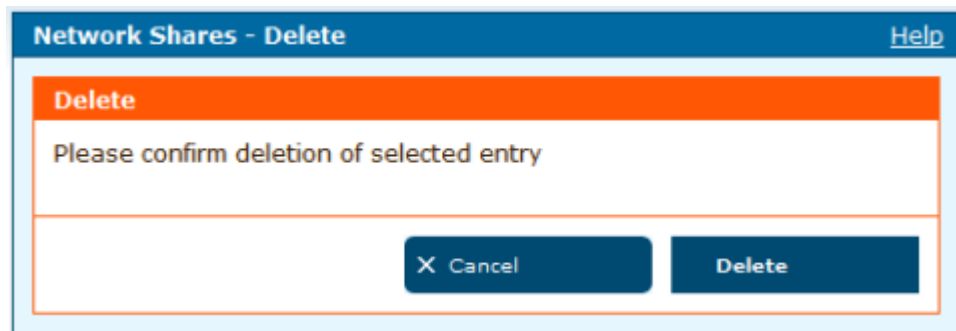 Network Shares - Delete Help
Delete
Please confirm deletion of selected entry
X Cancel Delete